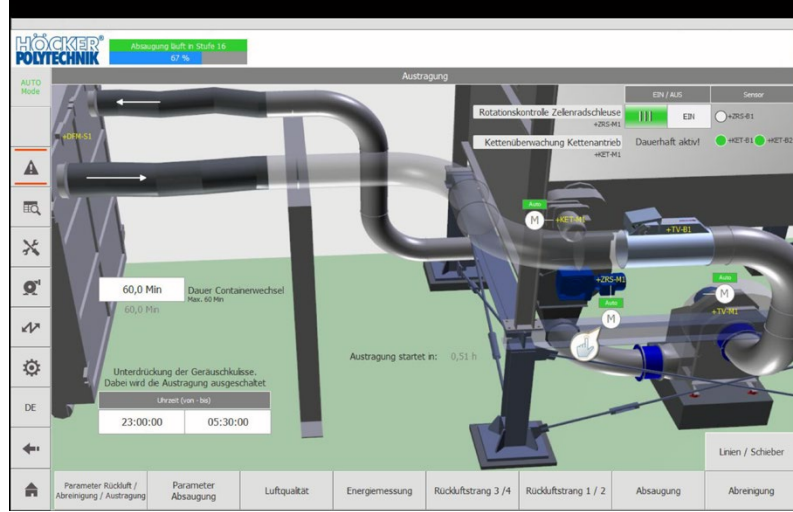 HÖCKER
POLYTECHNIK
Absaugung läuft in Stufe 16
67 %
AUTO
Mode
Austragung
EIN / AUS
Sensor
Rotationskontrolle Zellenradschleuse
+ZRS-M1
EIN
+ZRS-B1
Kettenüberwachung Kettenantrieb
+KET-M1
Dauerhaft aktiv!
+KET-B1
+KET-B2
+DFM-S1
Auto
M
+KET-M1
+TV-B1
+ZRS-M1
Auto
M
Auto
M
+TV-M1
60,0 Min
Dauer Containerwechsel
Max. 60 Min
60,0 Min
Austragung startet in:
0,51 h
Unterdrückung der Geräuschkulisse.
Dabei wird die Austragung ausgeschaltet
Uhrzeit (von - bis)
23:00:00
05:30:00
DE
Linien / Schieber
Parameter Rückluft /
Abreinigung / Austragung
Parameter
Absaugung
Luftqualität
Energiemessung
Rückluftstrang 3 /4
Rückluftstrang 1 / 2
Absaugung
Abreinigung